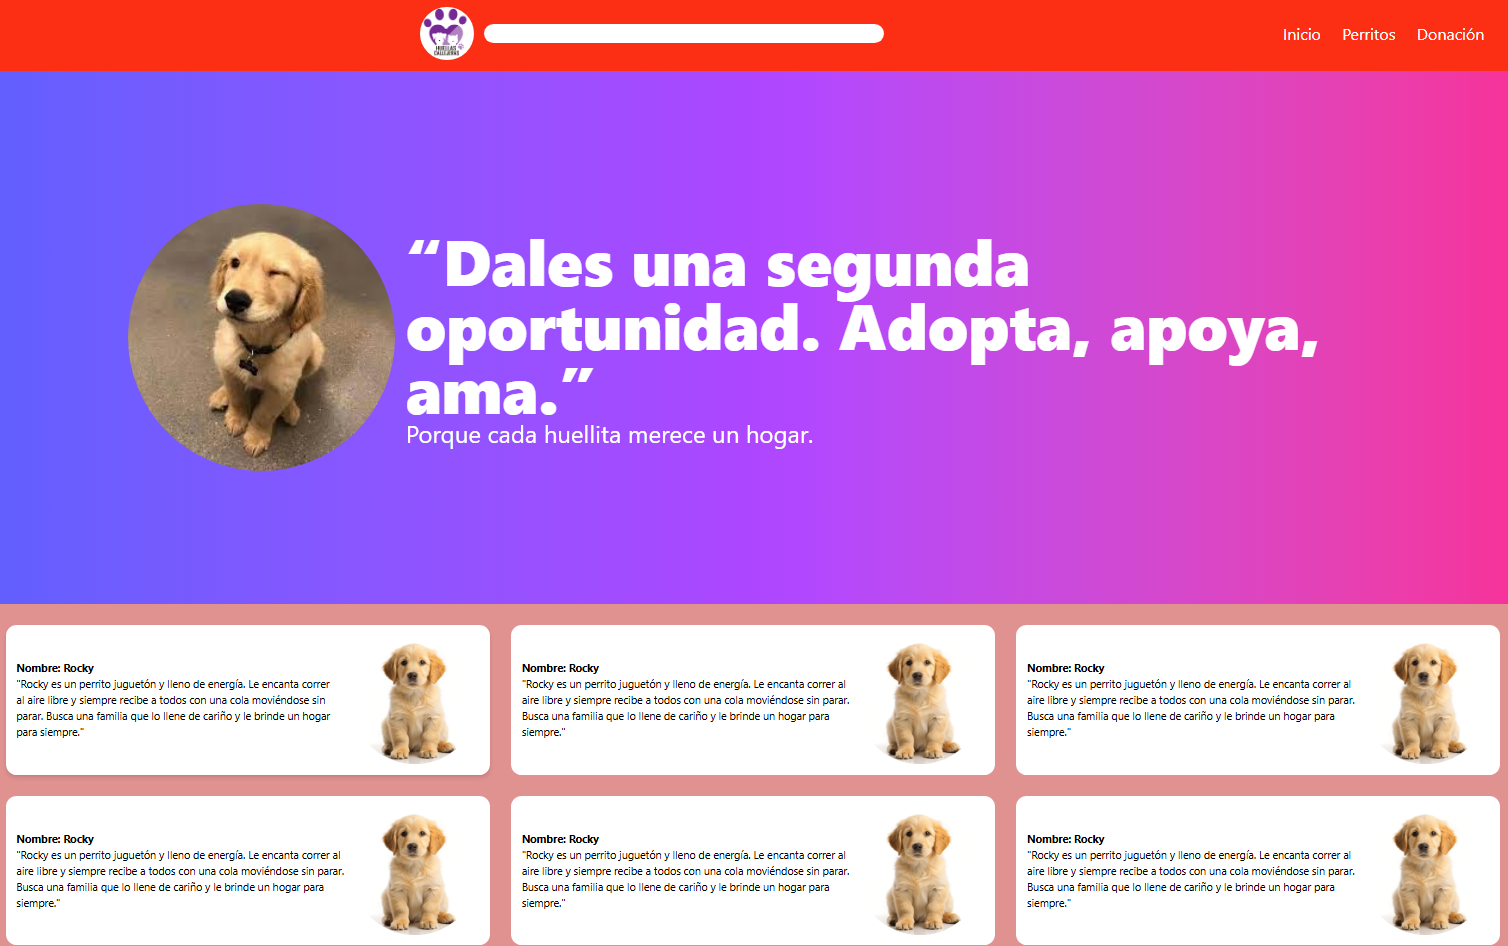 HUELLAS
CALLEJERAS
Inicio Perritos Donación
“Dales una segunda
oportunidad. Adopta, apoya,
ama.”
Porque cada huellita merece un hogar.
Nombre: Rocky
"Rocky es un perrito juguetón y lleno de energía. Le encanta correr
al aire libre y siempre recibe a todos con una cola moviéndose sin
parar. Busca una familia que lo llene de cariño y le brinde un hogar
para siempre."
Nombre: Rocky
"Rocky es un perrito juguetón y lleno de energía. Le encanta correr al
aire libre y siempre recibe a todos con una cola moviéndose sin parar.
Busca una familia que lo llene de cariño y le brinde un hogar para
siempre."
Nombre: Rocky
"Rocky es un perrito juguetón y lleno de energía. Le encanta correr al
aire libre y siempre recibe a todos con una cola moviéndose sin parar.
Busca una familia que lo llene de cariño y le brinde un hogar para
siempre."
Nombre: Rocky
"Rocky es un perrito juguetón y lleno de energía. Le encanta correr al
aire libre y siempre recibe a todos con una cola moviéndose sin parar.
Busca una familia que lo llene de cariño y le brinde un hogar para
siempre."
Nombre: Rocky
"Rocky es un perrito juguetón y lleno de energía. Le encanta correr al
aire libre y siempre recibe a todos con una cola moviéndose sin parar.
Busca una familia que lo llene de cariño y le brinde un hogar para
siempre."
Nombre: Rocky
"Rocky es un perrito juguetón y lleno de energía. Le encanta correr al
aire libre y siempre recibe a todos con una cola moviéndose sin parar.
Busca una familia que lo llene de cariño y le brinde un hogar para
siempre."